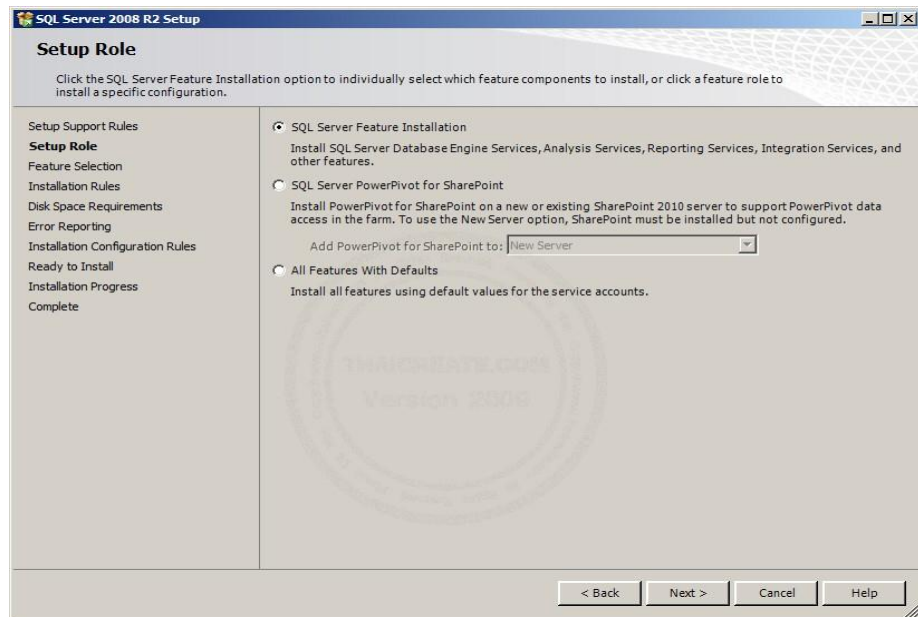 SQL Server 2008 R2 Setup
Setup Role
Click the SQL Server Feature Installation option to individually select which feature components to install, or click a feature role to
install a specific configuration.
Setup Support Rules
Setup Role
Feature Selection
Installation Rules
Disk Space Requirements
Error Reporting
Installation Configuration Rules
Ready to Install
Installation Progress
Complete
SQL Server Feature Installation
Install SQL Server Database Engine Services, Analysis Services, Reporting Services, Integration Services, and
other features.
SQL Server PowerPivot for SharePoint
Install PowerPivot for SharePoint on a new or existing SharePoint 2010 server to support PowerPivot data
access in the farm. To use the New Server option, SharePoint must be installed but not configured.
Add PowerPivot for SharePoint to: New Server
All Features With Defaults
Install all features using default values for the service accounts.
Version
< Back
Next >
Cancel
Help